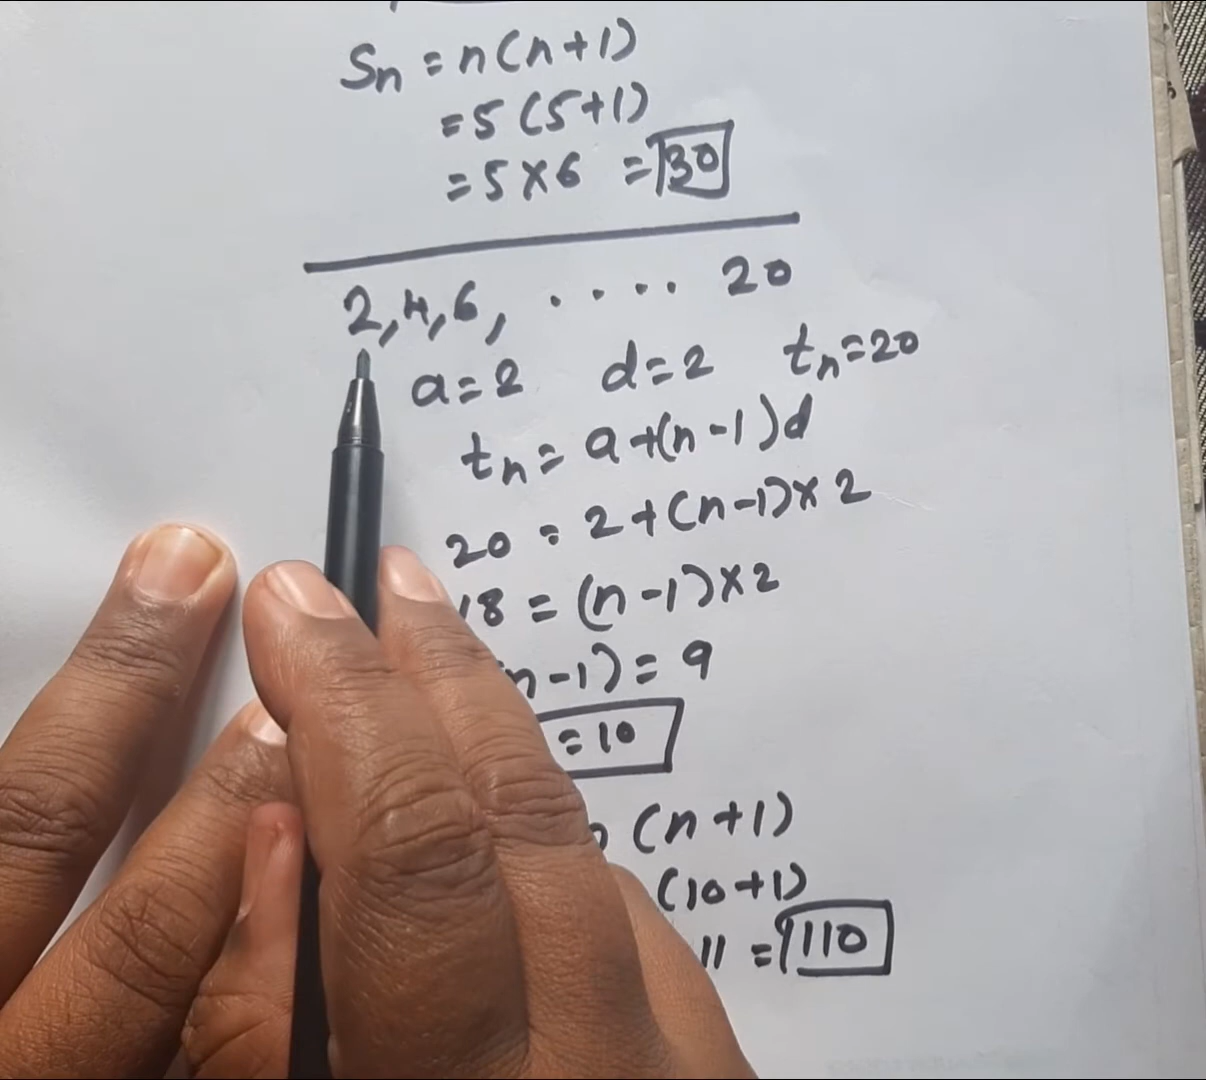 Sn = n(n+1)
= 5(5+1)
= 5×6 = 30
2,4,6, .... 20
a=2 d=2 tn=20
tn = a+(n-1)d
20 = 2+(n-1)×2
18 = (n-1)×2
n-1) = 9
= 10
(n+1)
(10+1)
11 = 110